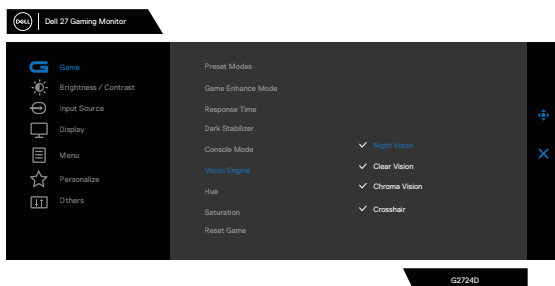 DELL
Dell 27 Gaming Monitor
Game
Brightness / Contrast
Input Source
Display
Menu
Personalize
Others
Preset Modes
Game Enhance Mode
Response Time
Dark Stabilizer
Console Mode
Vision Engine
Hue
Saturation
Reset Game
Night Vision
Clear Vision
Chroma Vision
Crosshair
G2724D